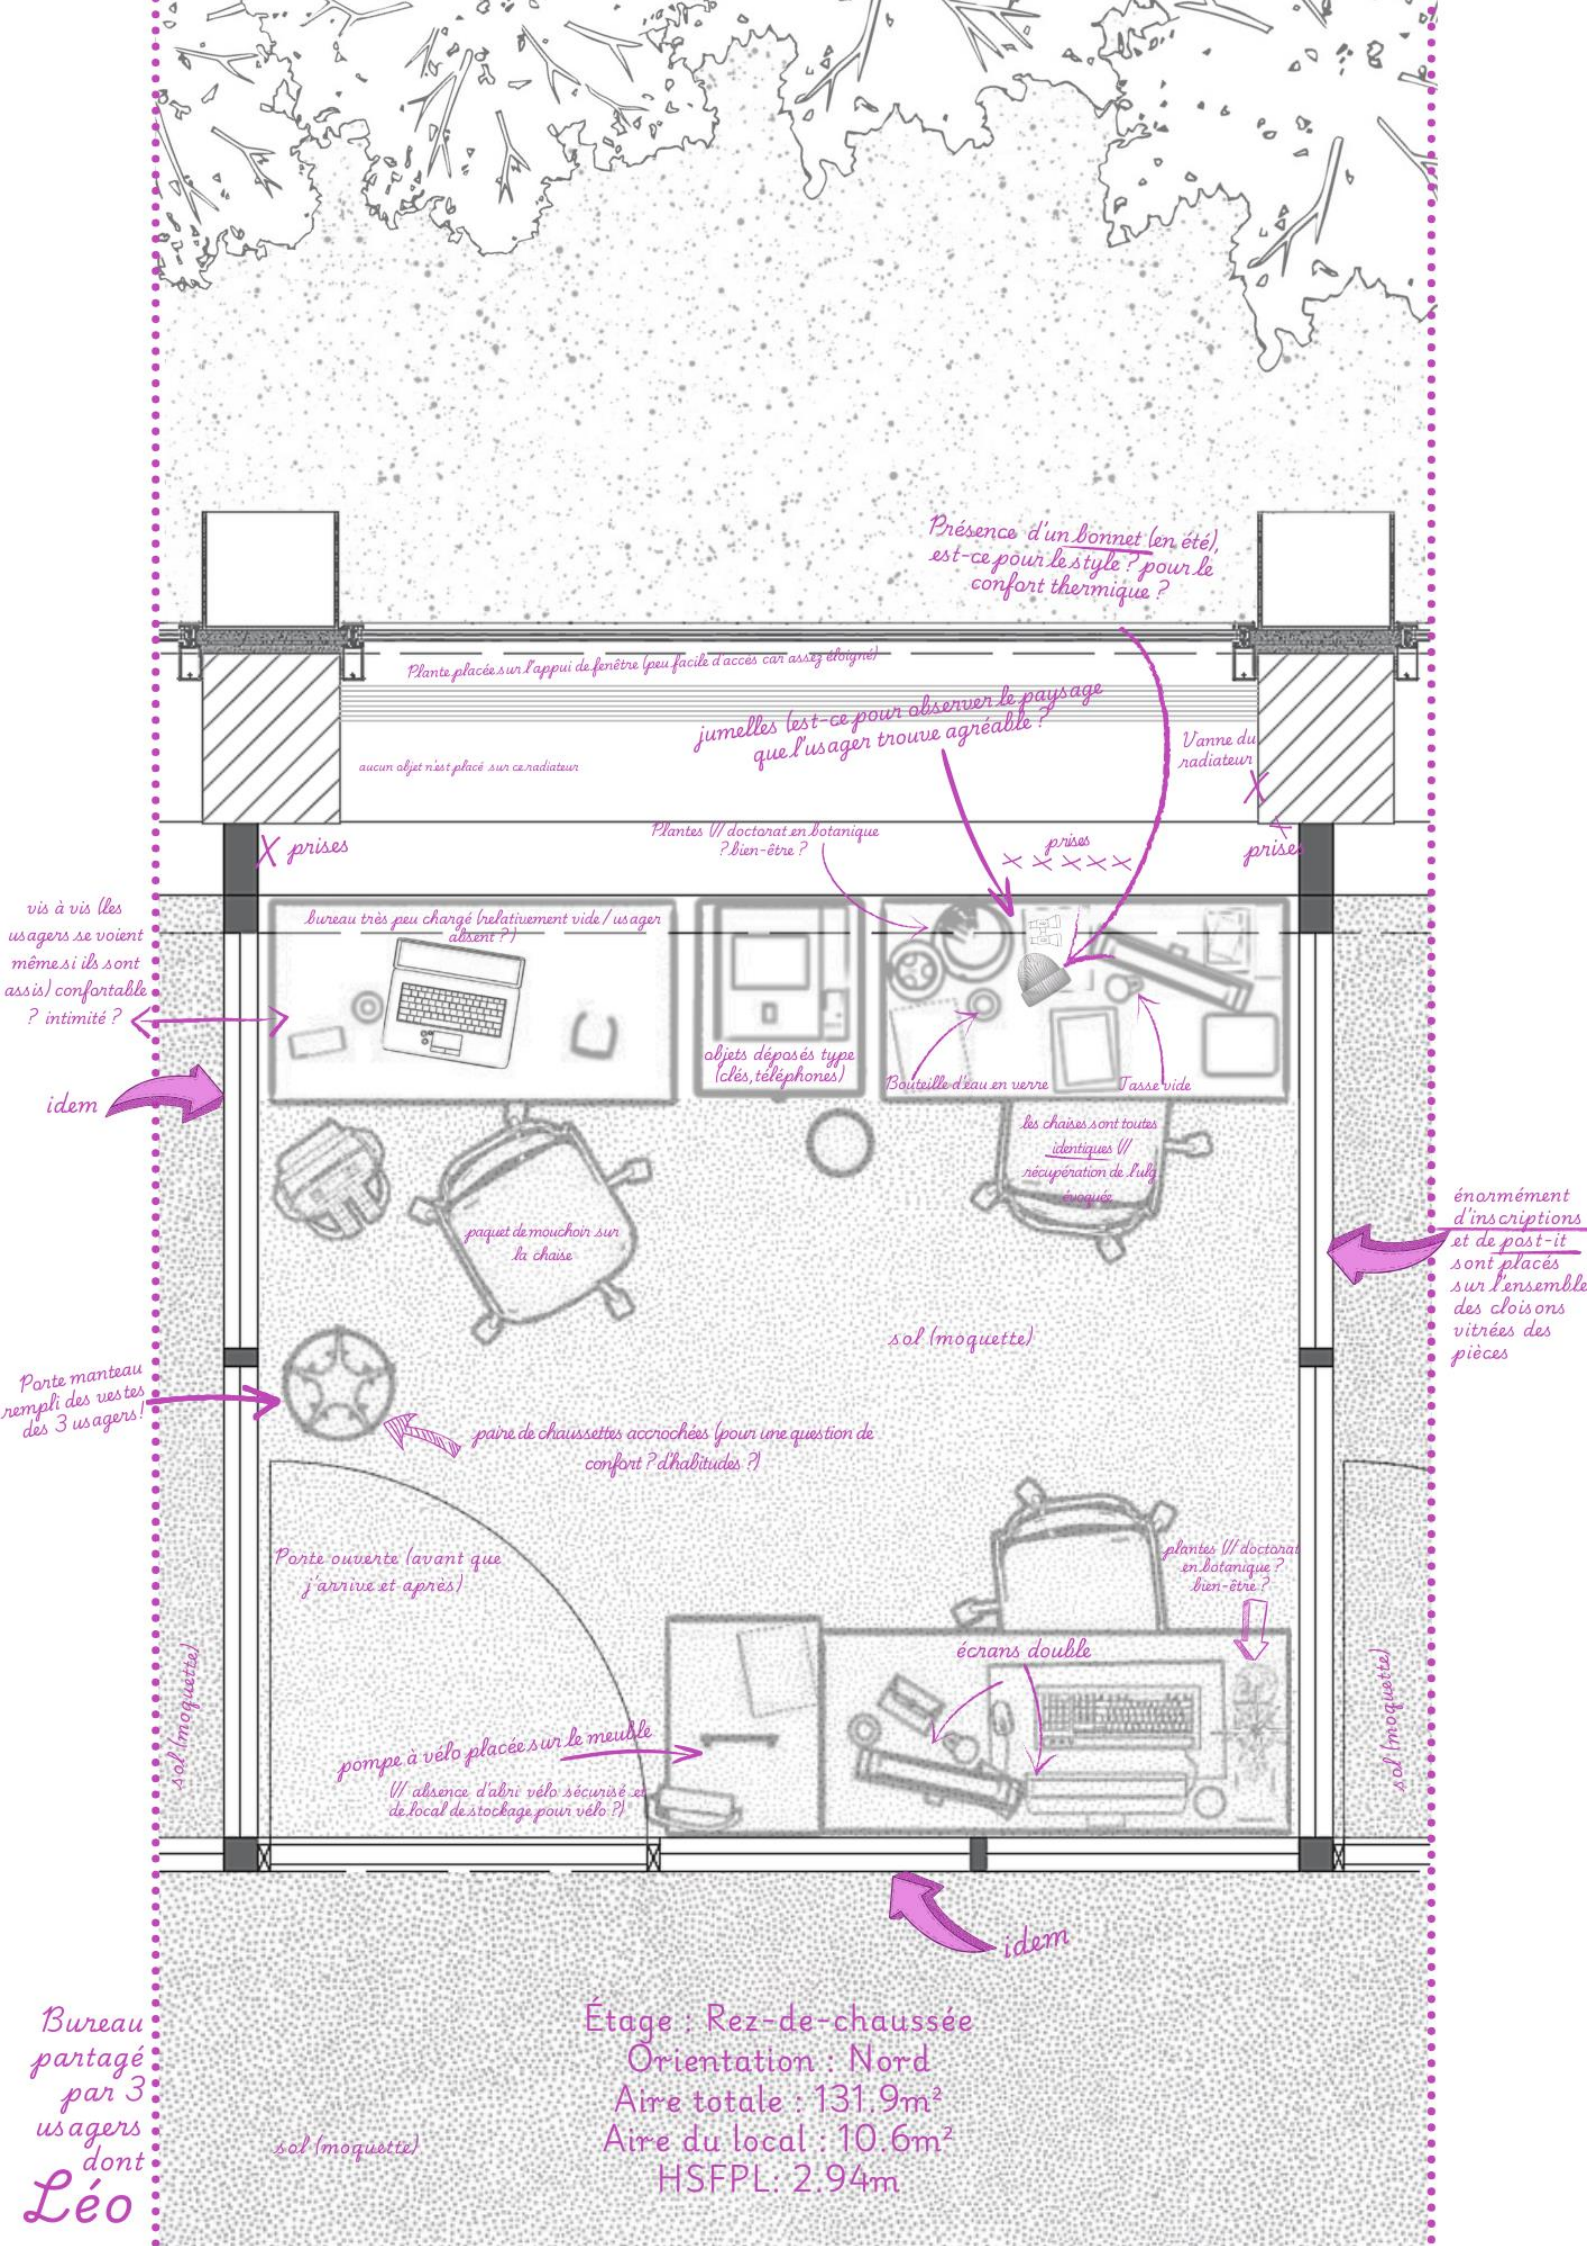 Présence d'un bonnet (en été),
est-ce pour le style ? pour le
confort thermique ?
Plante placée sur l'appui de fenêtre (peu facile d'accès car assez éloigné)
jumelles (est-ce pour observer le paysage
que l'usager trouve agréable ?
Vanne du
radiateur
aucun objet n'est placé sur ce radiateur
X prises
Plantes (// doctorat en botanique
? bien-être ?
prises
X X X X X
X
X
prises
vis à vis (les
usagers se voient
même si ils sont
assis) confortable
? intimité ?
bureau très peu chargé (relativement vide / usager
absent ?)
objets déposés type
(clés, téléphones)
Bouteille d'eau en verre
Tasse vide
idem
les chaises sont toutes
identiques (//
récupération de l'ulg
évoquée
paquet de mouchoir sur
la chaise
énormément
d'inscriptions
et de post-it
sont placés
sur l'ensemble
des cloisons
vitrées des
pièces
sol (moquette)
Porte manteau
rempli des vestes
des 3 usagers!
paire de chaussettes accrochées (pour une question de
confort ? d'habitudes ?)
Porte ouverte (avant que
j'arrive et après)
plantes (// doctorat
en botanique ?
bien-être ?
écrans double
sol (moquette)
sol (moquette)
pompe à vélo placée sur le meuble
(// absence d'abri vélo sécurisé et
de local de stockage pour vélo ?)
idem
Bureau
partagé
par 3
usagers
dont
Léo
Étage : Rez-de-chaussée
Orientation : Nord
Aire totale : 131.9m²
Aire du local : 10.6m²
HSFPL: 2.94m
sol (moquette)